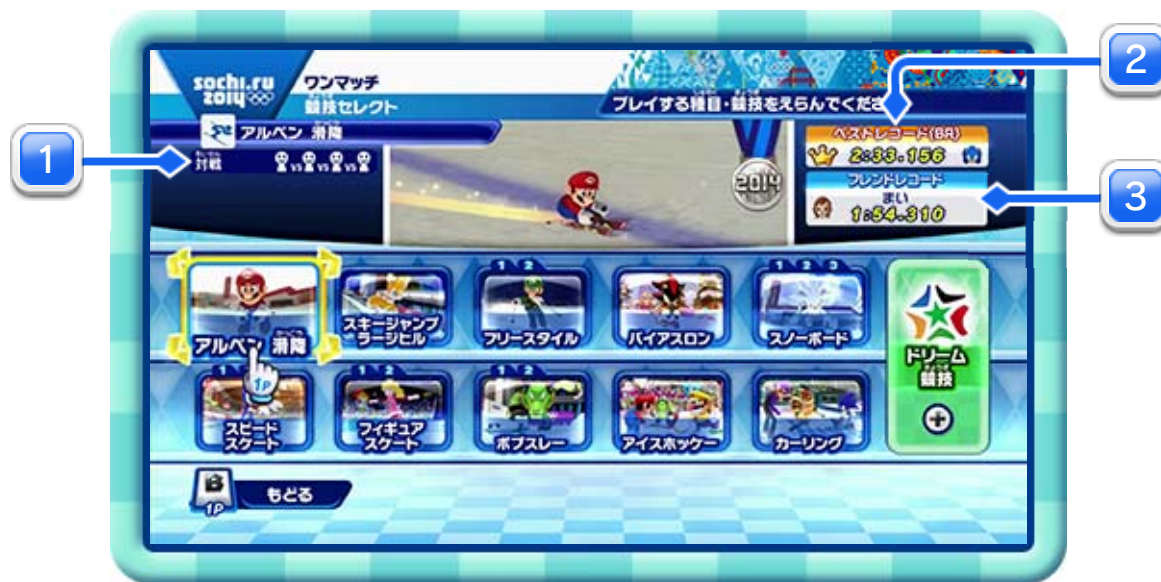 2
sochi.ru
2014
ワンマッチ
競技セレクト
プレイする種目・競技をえらんでくださ
アルペン 滑降
ベストレコード(BR)
2:33.156
1
対戦
VS VS VS
2014
フレンドレコード
まい
1:54.310
3
アルペン 滑降
スキージャンプ
ラージヒル
1 2
フリースタイル
バイアスロン
1 2 3
スノーボード
ドリーム
競技
1P
1
スピード
スケート
1 2
フィギュア
スケート
1 2
ボブスレー
アイスホッケー
カーリング
B
1P
もどる